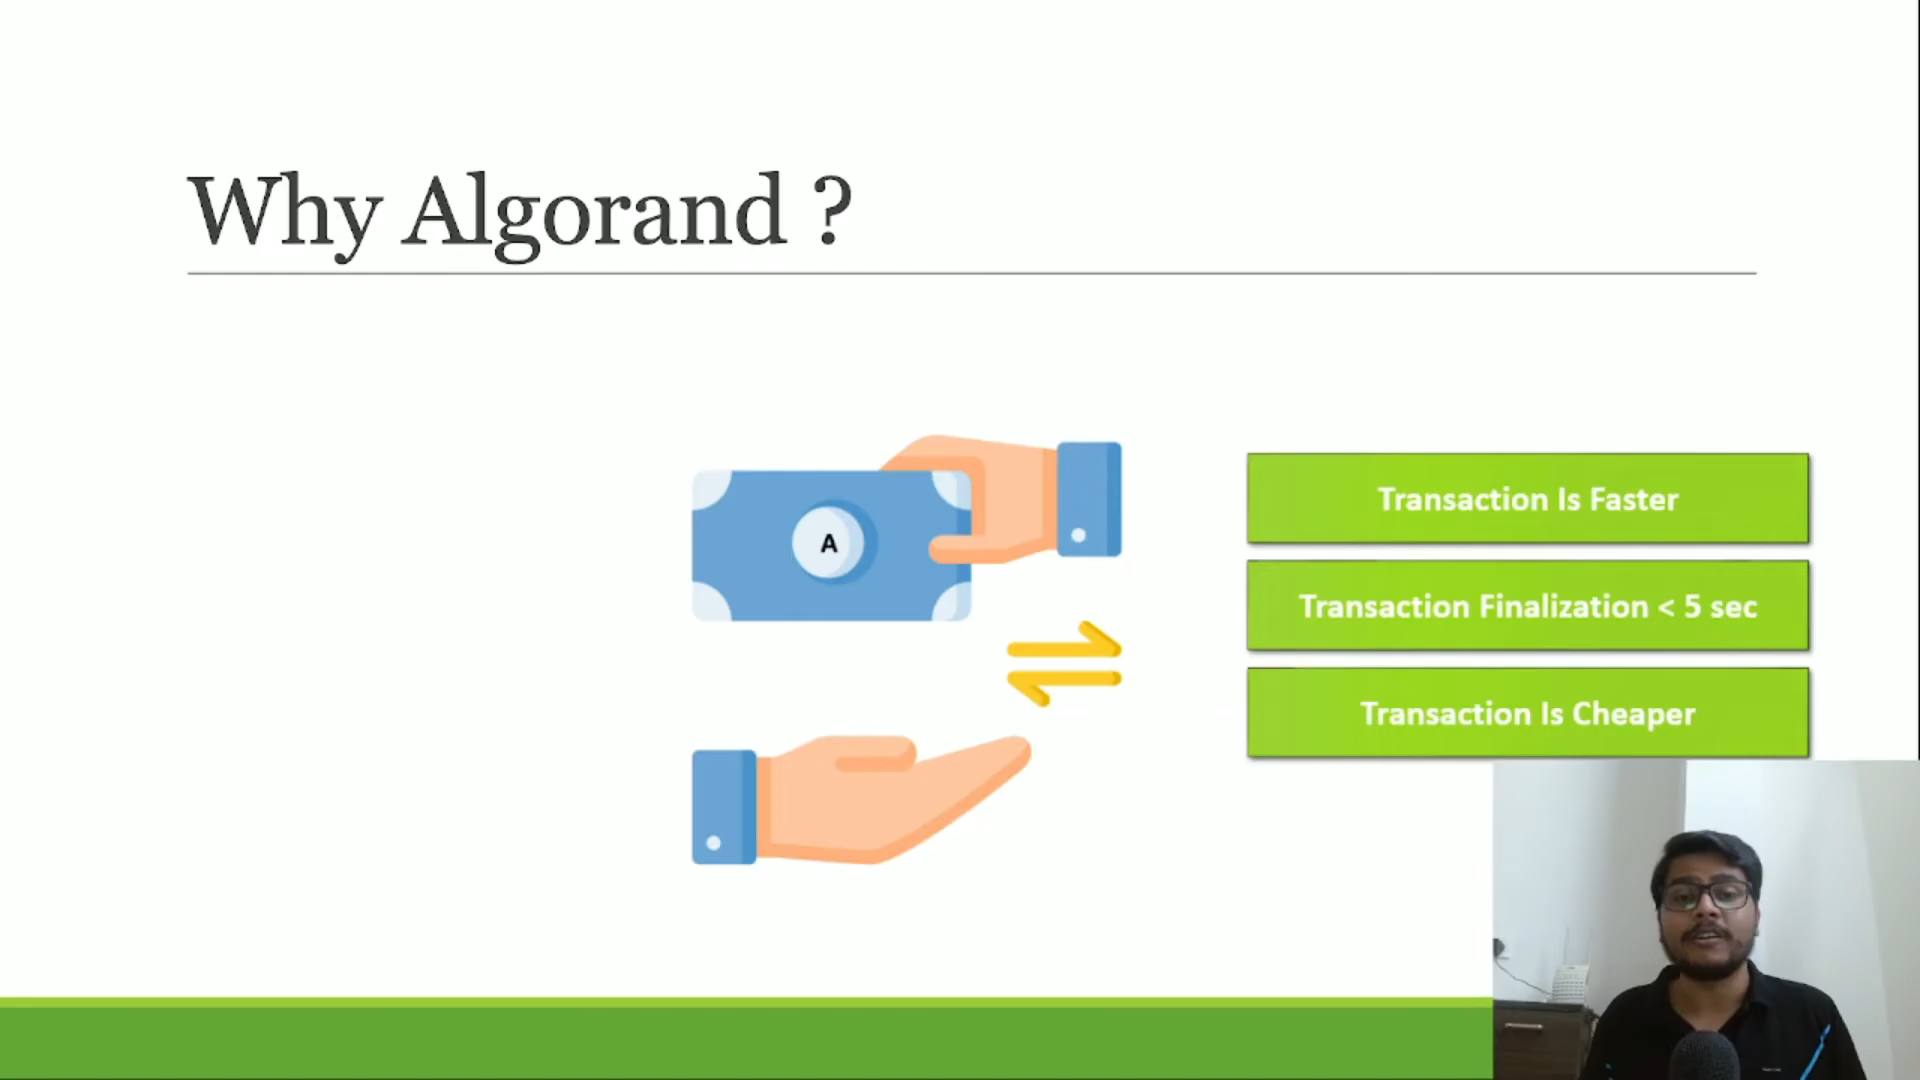 Why Algorand ?
A
Transaction Is Faster
Transaction Finalization < 5 sec
Transaction Is Cheaper